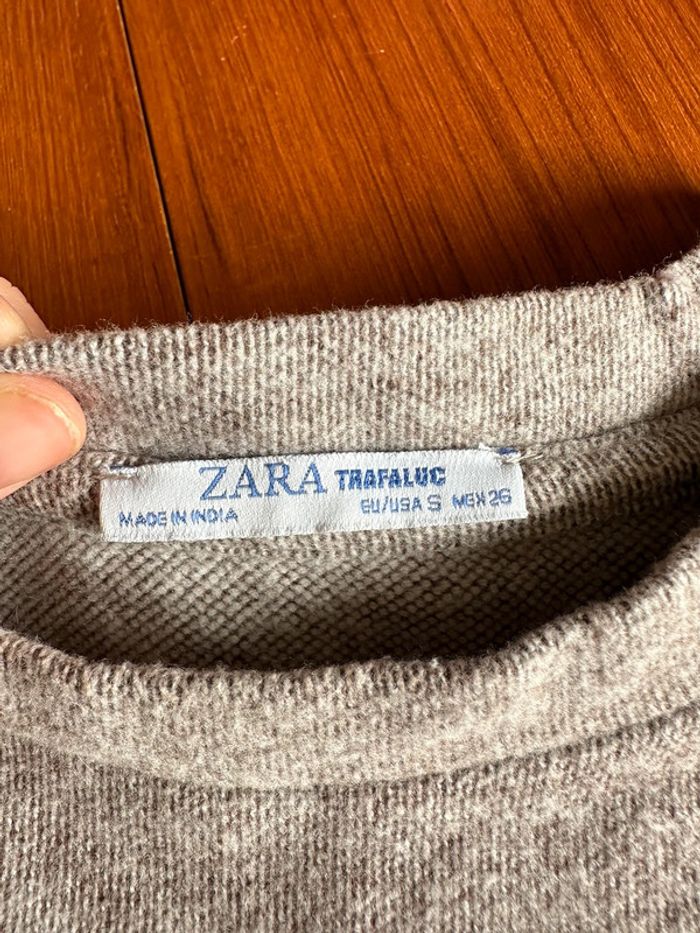 ZARA TRAFALUC
MADE IN INDIA EU/USA S MEX 26